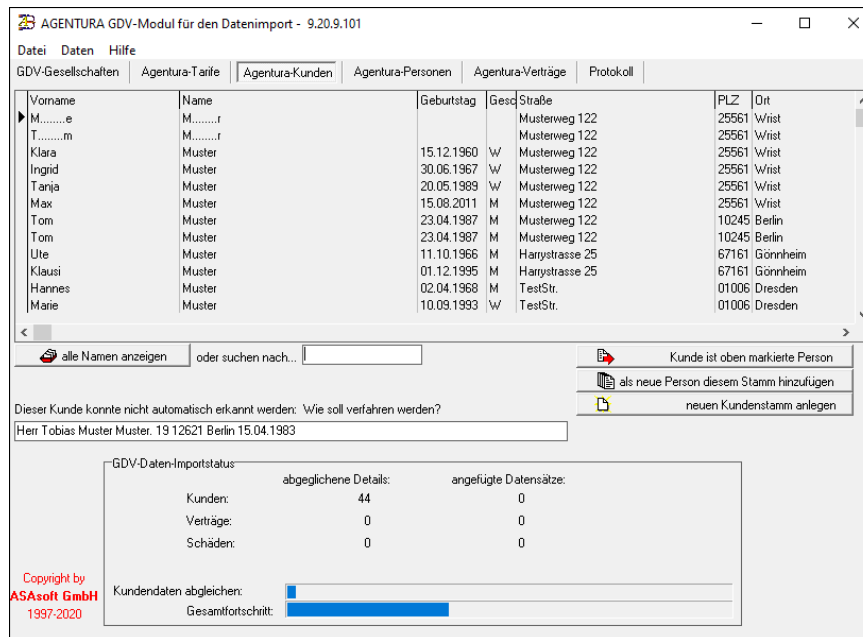 AGENTURA GDV-Modul für den Datenimport - 9.20.9.101
Datei Daten Hilfe
GDV-Gesellschaften Agentura-Tarife Agentura-Kunden Agentura-Personen Agentura-Verträge Protokoll
Vorname Name Geburtstag Gesc Straße PLZ Ort
M........e M........r Musterweg 122 25561 Wrist
T........m M........r Musterweg 122 25561 Wrist
Klara Muster 15.12.1960 W Musterweg 122 25561 Wrist
Ingrid Muster 30.06.1967 W Musterweg 122 25561 Wrist
Tanja Muster 20.05.1989 W Musterweg 122 25561 Wrist
Max Muster 15.08.2011 M Musterweg 122 25561 Wrist
Tom Muster 23.04.1987 M Musterweg 122 10245 Berlin
Tom Muster 23.04.1987 M Musterweg 122 10245 Berlin
Ute Muster 11.10.1966 M Harrystrasse 25 67161 Gönnheim
Klausi Muster 01.12.1995 M Harrystrasse 25 67161 Gönnheim
Hannes Muster 02.04.1968 M TestStr. 01006 Dresden
Marie Muster 10.09.1993 W TestStr. 01006 Dresden
alle Namen anzeigen oder suchen nach... Kunde ist oben markierte Person
als neue Person diesem Stamm hinzufügen
Dieser Kunde konnte nicht automatisch erkannt werden: Wie soll verfahren werden? neuen Kundenstamm anlegen
Herr Tobias Muster Muster. 19 12621 Berlin 15.04.1983
GDV-Daten-Importstatus
abgeglichene Details: angefügte Datensätze:
Kunden: 44 0
Verträge: 0 0
Schäden: 0 0
Copyright by
ASAsoft GmbH
1997-2020
Kundendaten abgleichen:
Gesamtfortschritt: